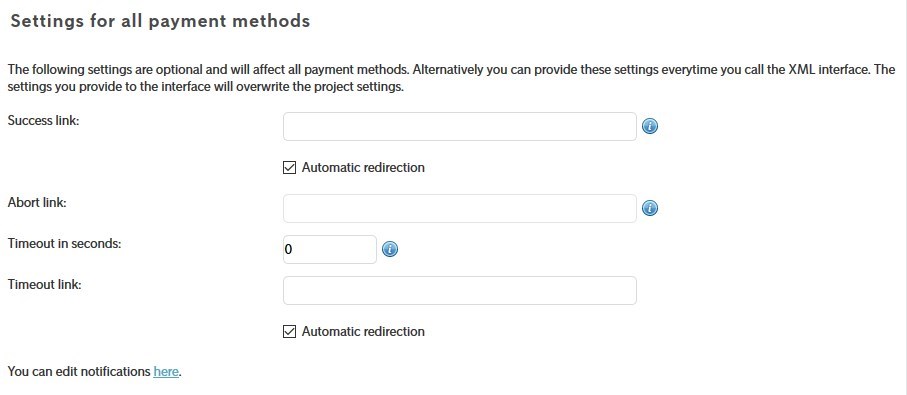 Settings for all payment methods
The following settings are optional and will affect all payment methods. Alternatively you can provide these settings everytime you call the XML interface. The
settings you provide to the interface will overwrite the project settings.
Success link:
Automatic redirection
Abort link:
Timeout in seconds:
0
Timeout link:
Automatic redirection
You can edit notifications here.